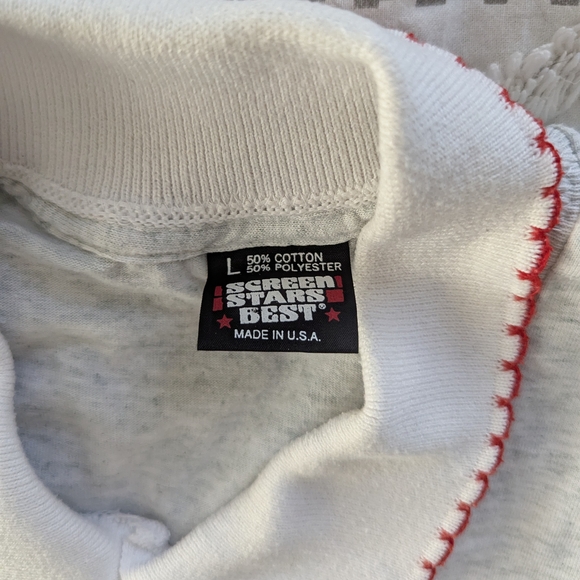 L 50% COTTON
50% POLYESTER
SCREEN
STARS
BEST®
MADE IN U.S.A.